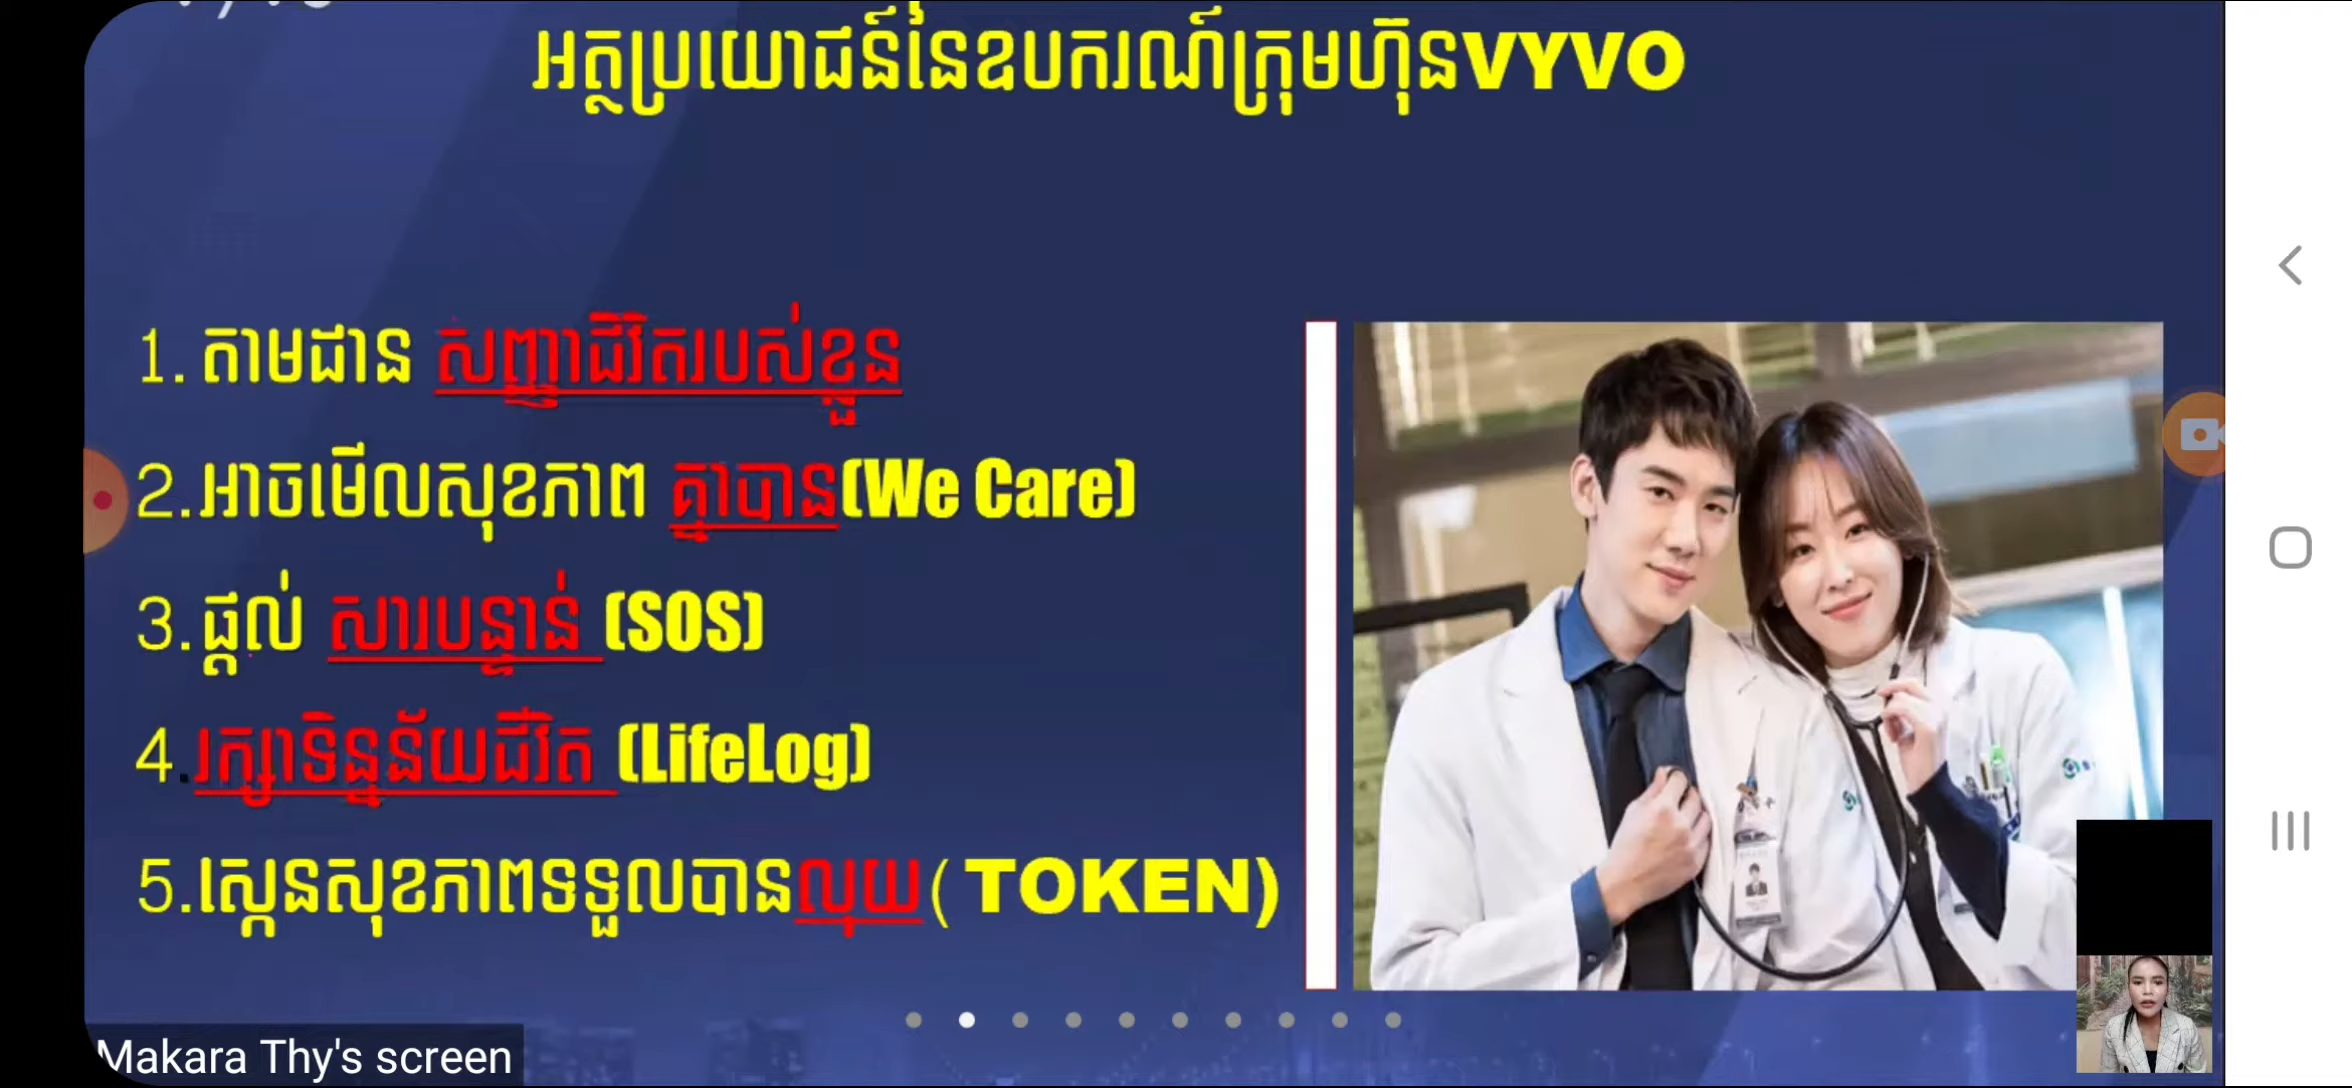 អត្ថប្រយោជន៍នៃឧបករណ៍ក្រុមហ៊ុនVYVO
1. តាមដាន សញ្ញាជីវិតរបស់ខ្លួន
2.អាចមើលសុខភាព គ្នាបាន(We Care)
3.ផ្តល់ សារបន្ទាន់ (SOS)
4.រក្សាទិន្នន័យជីវិត (LifeLog)
5.ស្កេនសុខភាពទទួលបានលុយ( TOKEN)
Makara Thy's screen